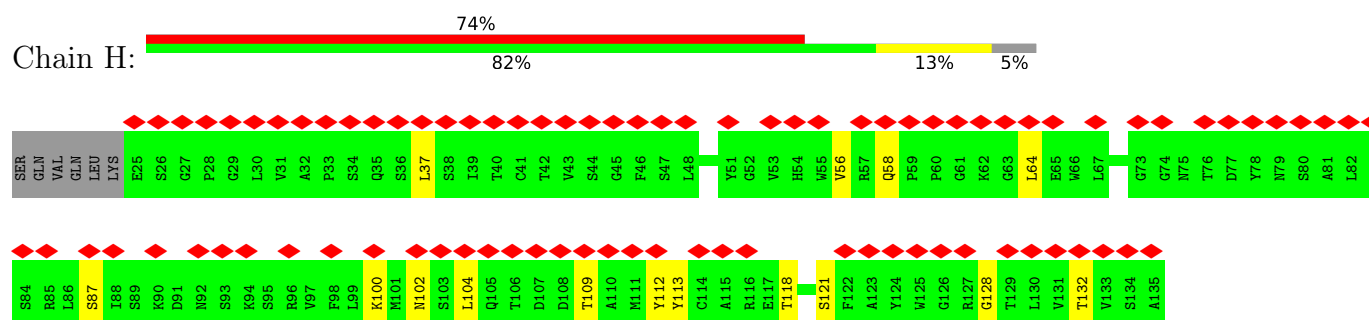 74%
Chain H:
82% 13% 5%
SER GLN VAL GLN LEU LYS E25 S26 G27 P28 G29 L30 V31 A32 P33 S34 Q35 S36 L37 S38 I39 T40 C41 T42 V43 S44 G45 F46 S47 L48 Y51 G52 V53 H54 W55 V56 R57 Q58 P59 P60 G61 K62 G63 L64 E65 W66 L67 G73 G74 N75 T76 D77 Y78 N79 S80 A81 L82
S84 R85 L86 S87 I88 S89 K90 D91 N92 S93 K94 S95 R96 V97 F98 L99 K100 M101 N102 S103 L104 Q105 T106 D107 D108 T109 A110 M111 Y112 Y113 C114 A115 R116 E117 T118 S121 F122 A123 Y124 W125 G126 R127 G128 T129 L130 V131 T132 V133 S134 A135